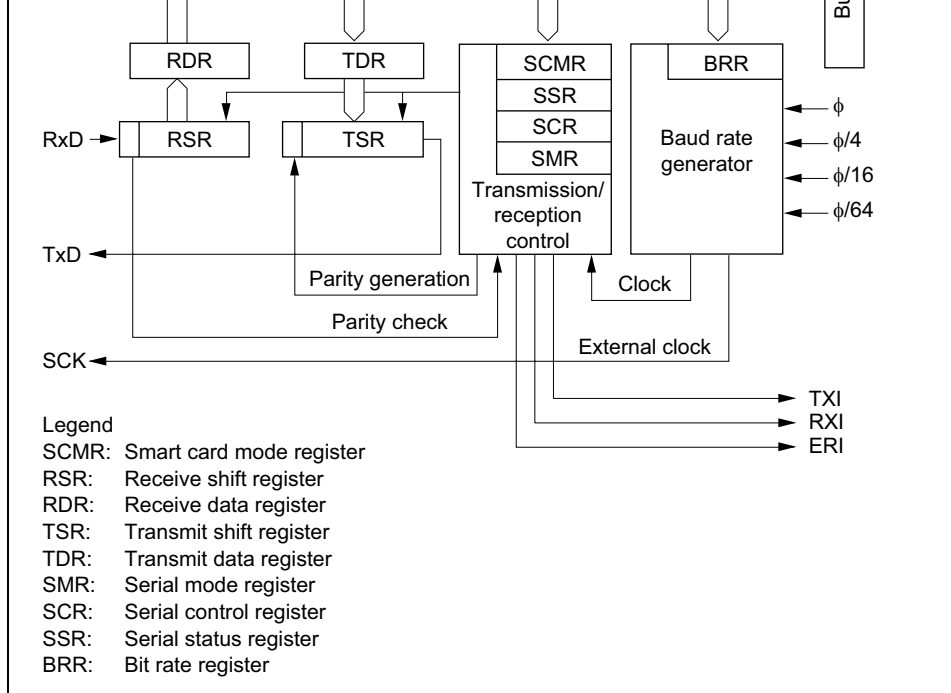 Bu
RDR
TDR
SCMR
BRR
SSR
SCR
SMR
RxD
RSR
TSR
Baud rate
generator
ϕ
ϕ/4
ϕ/16
ϕ/64
Transmission/
reception
control
TxD
Parity generation
Clock
Parity check
SCK
External clock
TXI
RXI
ERI
Legend
SCMR: Smart card mode register
RSR: Receive shift register
RDR: Receive data register
TSR: Transmit shift register
TDR: Transmit data register
SMR: Serial mode register
SCR: Serial control register
SSR: Serial status register
BRR: Bit rate register